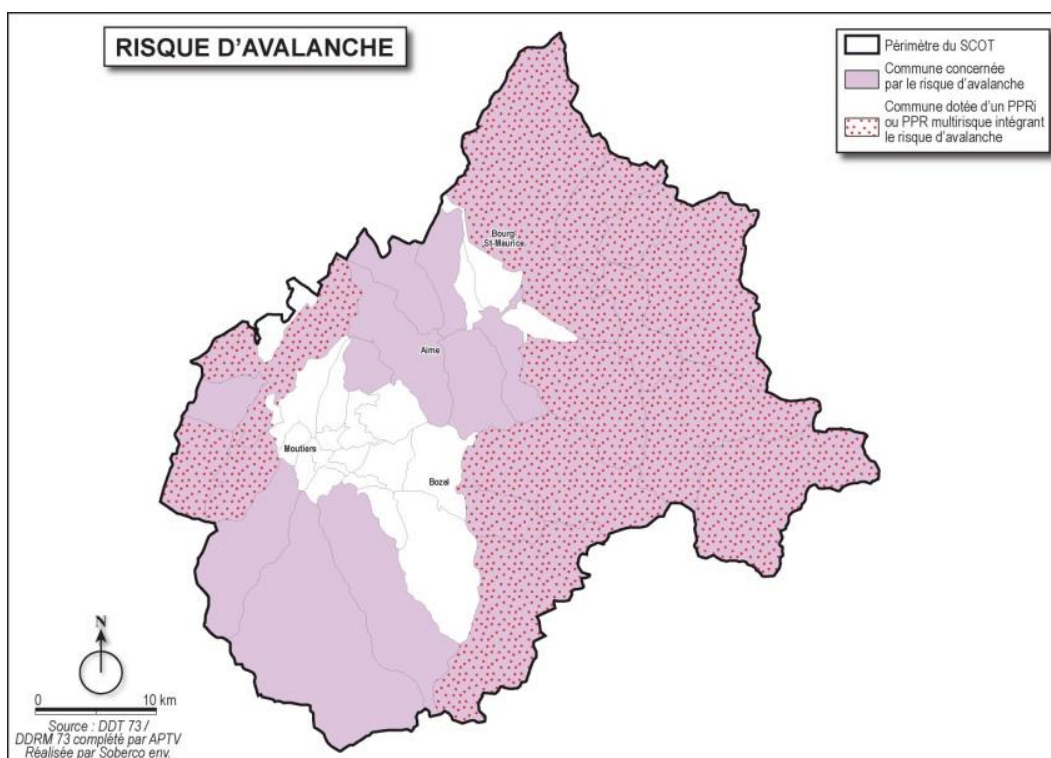 RISQUE D'AVALANCHE
Périmètre du SCOT
Commune concernée
par le risque d'avalanche
Commune dotée d'un PPRi
ou PPR multirisque intégrant
le risque d'avalanche
Bourg
St-Maurice
Aime
Moutiers
Bozel
N
0 10 km
Source : DDT 73 /
DDRM 73 complété par APTV
Réalisée par Soberco env.